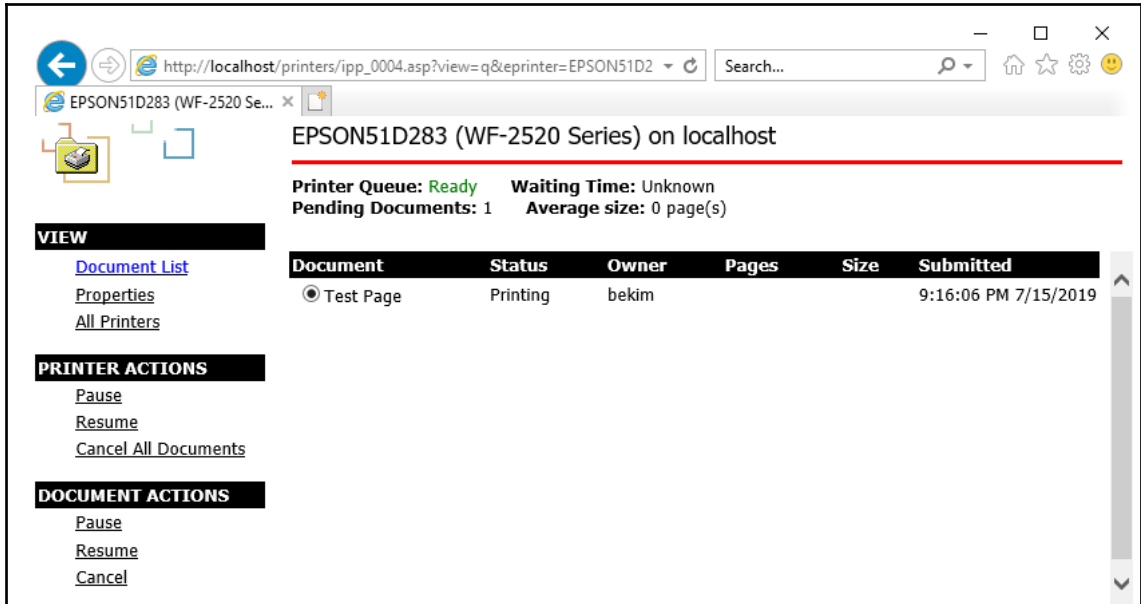 http://localhost/printers/ipp_0004.asp?view=q&eprinter=EPSON51D2 Search...
EPSON51D283 (WF-2520 Se...
EPSON51D283 (WF-2520 Series) on localhost
Printer Queue: Ready Waiting Time: Unknown
Pending Documents: 1 Average size: 0 page(s)
VIEW
Document List
Properties
All Printers
PRINTER ACTIONS
Pause
Resume
Cancel All Documents
DOCUMENT ACTIONS
Pause
Resume
Cancel
Document Status Owner Pages Size Submitted
Test Page Printing bekim 9:16:06 PM 7/15/2019